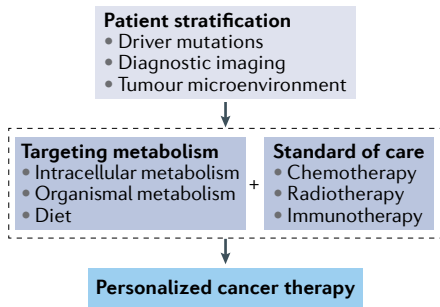 Patient stratification
• Driver mutations
• Diagnostic imaging
• Tumour microenvironment
Targeting metabolism
• Intracellular metabolism
• Organismal metabolism
• Diet
+
Standard of care
• Chemotherapy
• Radiotherapy
• Immunotherapy
Personalized cancer therapy